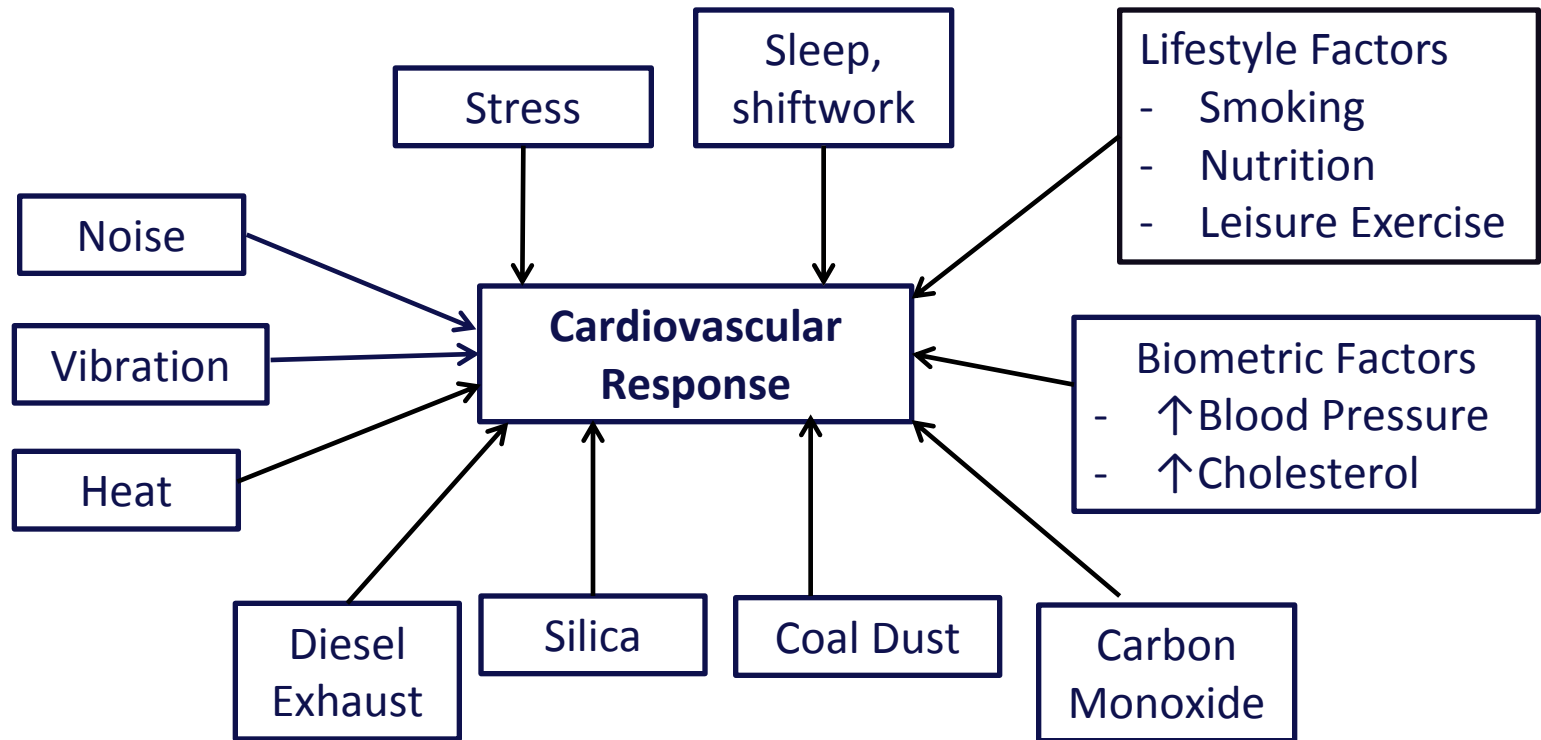 Stress
Sleep,
shiftwork
Lifestyle Factors
- Smoking
- Nutrition
- Leisure Exercise
Noise
Vibration
Heat
Cardiovascular
Response
Biometric Factors
- ↑Blood Pressure
- ↑Cholesterol
Diesel
Exhaust
Silica
Coal Dust
Carbon
Monoxide